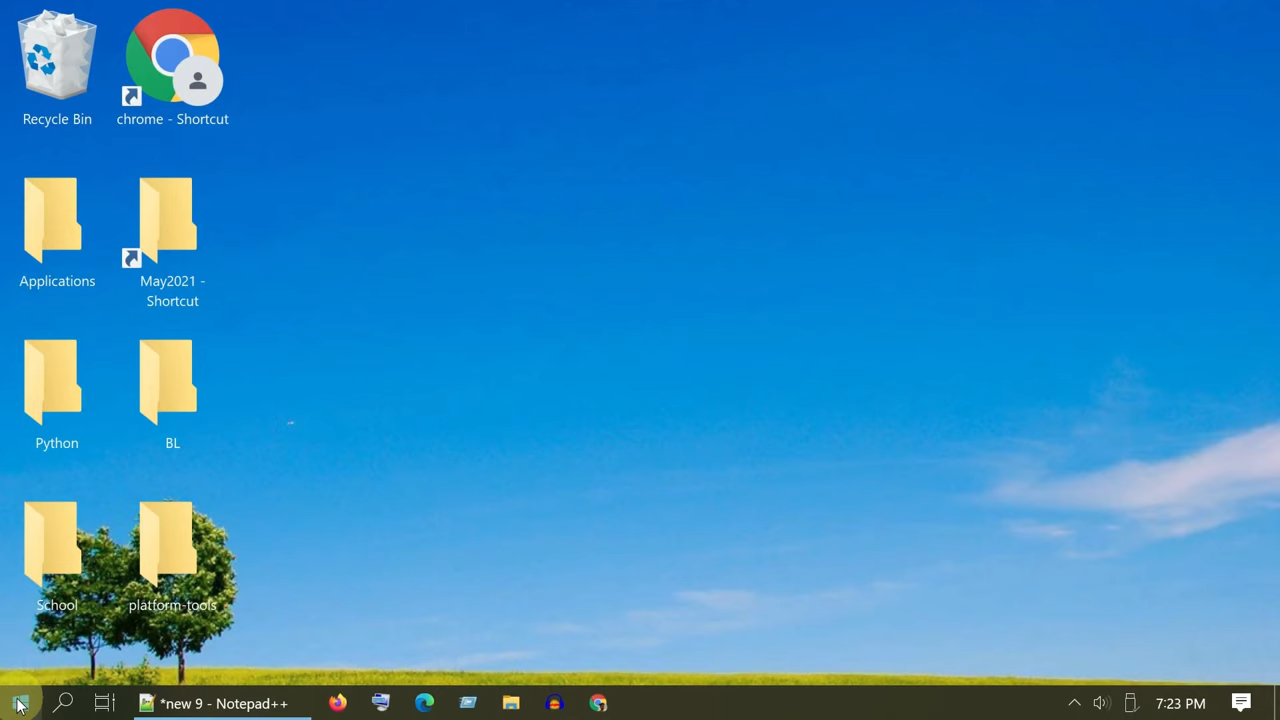 Recycle Bin
chrome - Shortcut
Applications
May2021 -
Shortcut
Python
BL
School
platform-tools
*new 9 - Notepad++
7:23 PM